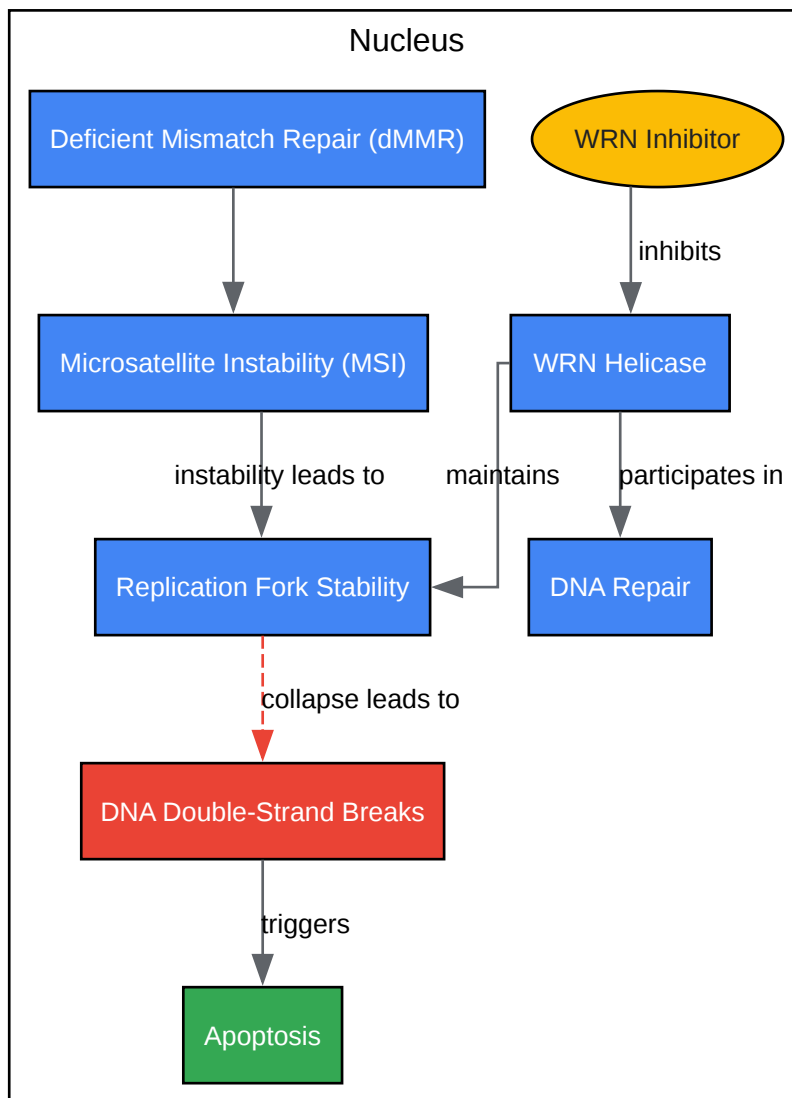 Nucleus
Deficient Mismatch Repair (dMMR)
WRN Inhibitor
inhibits
Microsatellite Instability (MSI)
WRN Helicase
instability leads to
maintains
participates in
Replication Fork Stability
DNA Repair
collapse leads to
DNA Double-Strand Breaks
triggers
Apoptosis